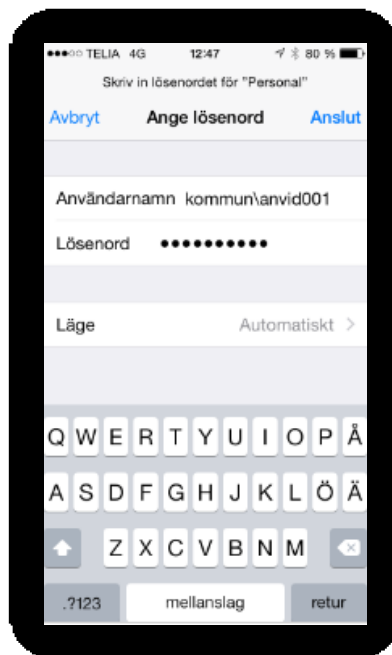 TELIA 4G 12:47 80 %
Skriv in lösenordet för "Personal"
Avbryt Ange lösenord Anslut
Användarnamn kommun\anvid001
Lösenord ••••••••••
Läge Automatiskt >
Q W E R T Y U I O P Å
A S D F G H J K L Ö Ä
Z X C V B N M
.?123 mellanslag retur